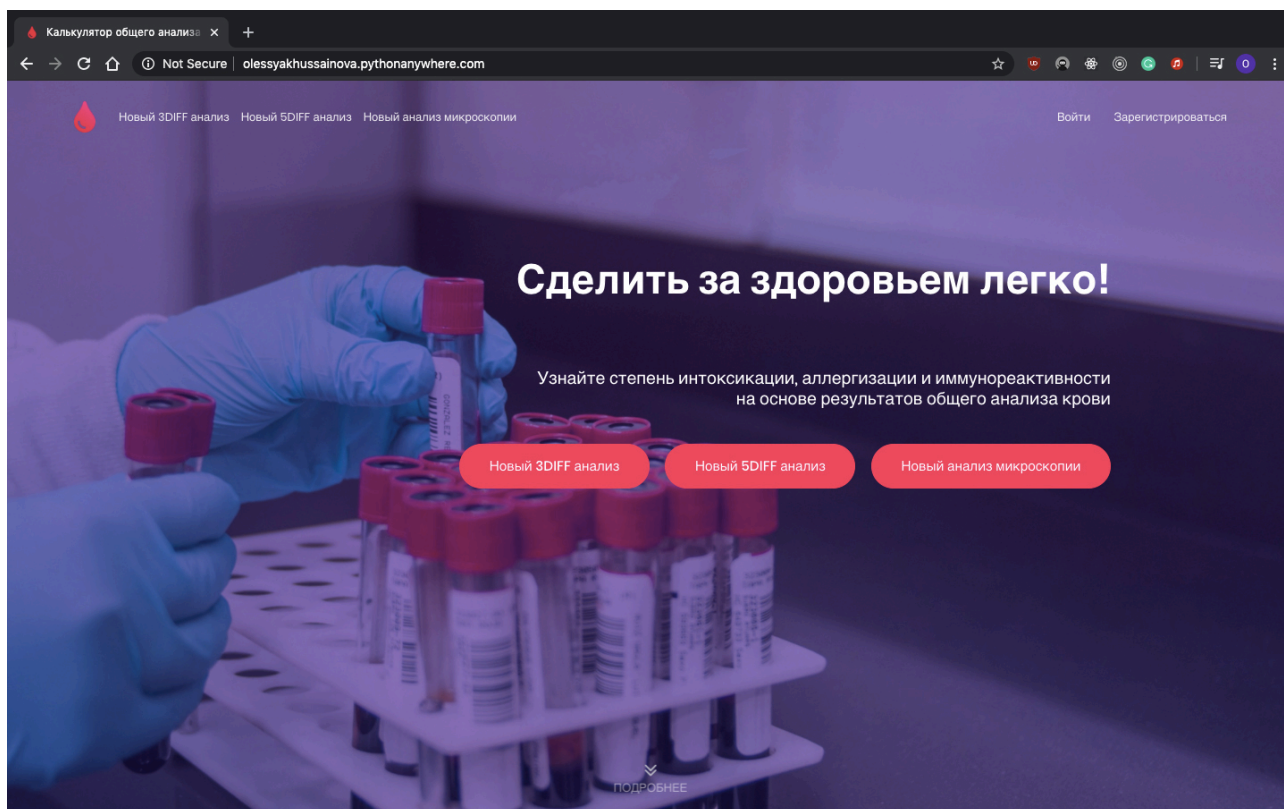 Калькулятор общего анализа
Not Secure olessyakhussainova.pythonanywhere.com
Новый 3DIFF анализ Новый 5DIFF анализ Новый анализ микроскопии Войти Зарегистрироваться
Сделить за здоровьем легко!
Узнайте степень интоксикации, аллергизации и иммунореактивности
на основе результатов общего анализа крови
Новый 3DIFF анализ Новый 5DIFF анализ Новый анализ микроскопии
ПОДРОБНЕЕ